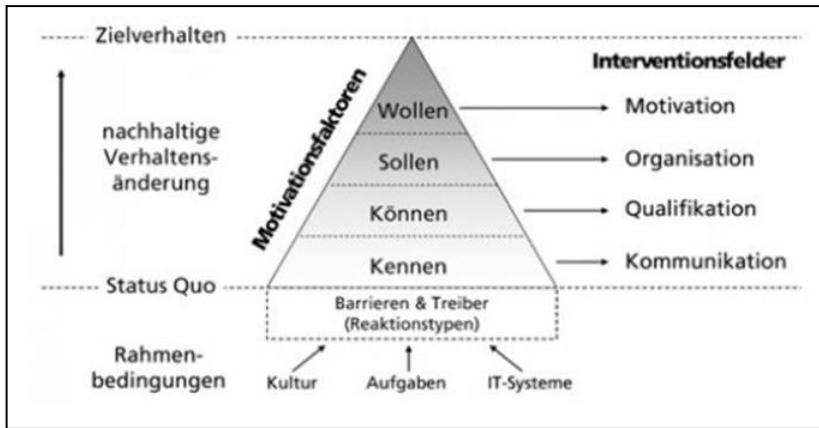 Zielverhalten
Interventionsfelder
Motivationsfaktoren
Wollen
Motivation
nachhaltige
Verhaltens-
änderung
Sollen
Organisation
Können
Qualifikation
Kennen
Kommunikation
Status Quo
Barrieren & Treiber
(Reaktionstypen)
Rahmen-
bedingungen
Kultur
Aufgaben
IT-Systeme